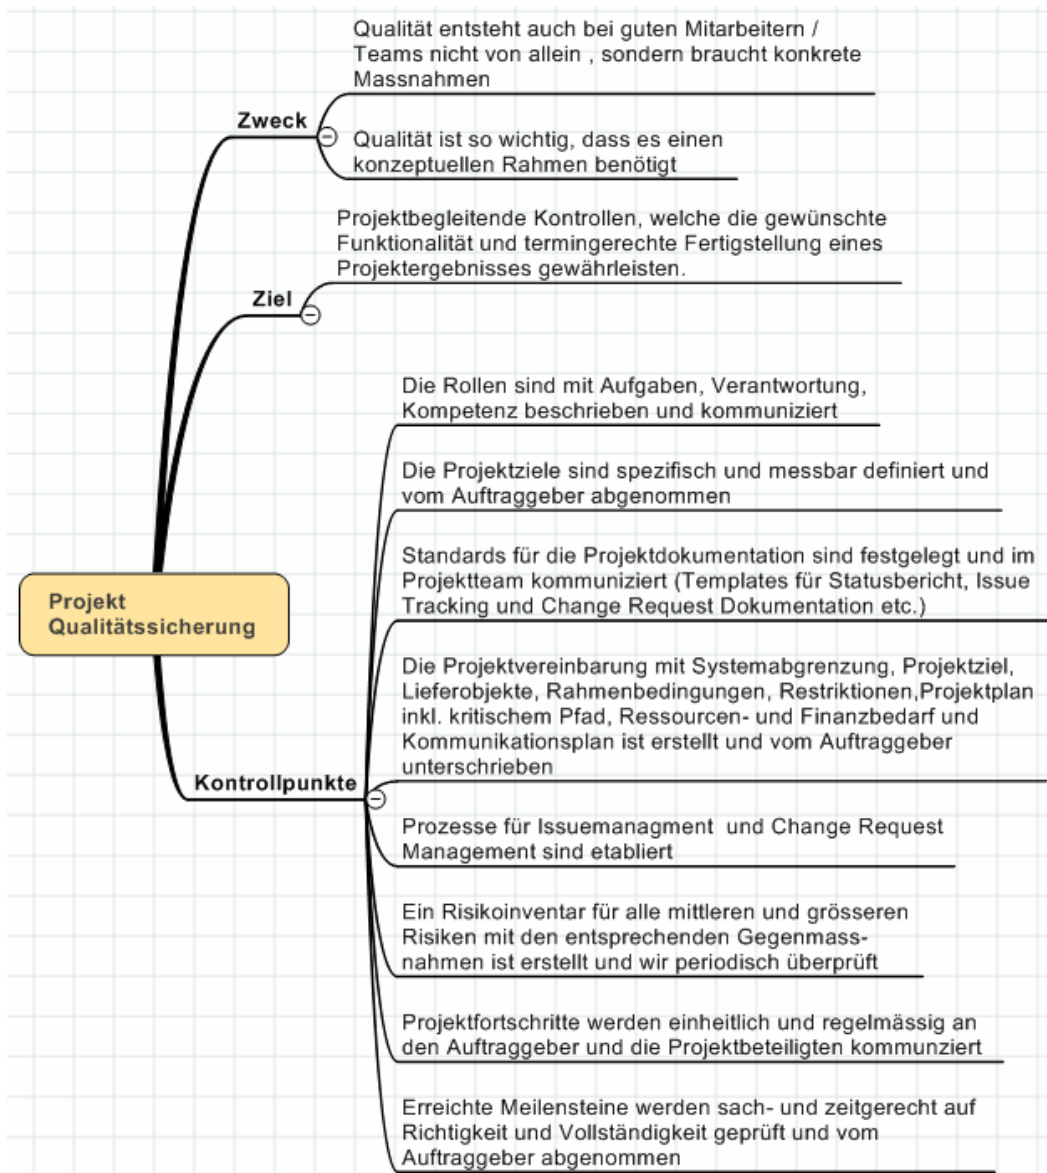 Qualität entsteht auch bei guten Mitarbeitern /
Teams nicht von allein , sondern braucht konkrete
Massnahmen
Zweck
Qualität ist so wichtig, dass es einen
konzeptuellen Rahmen benötigt
Projektbegleitende Kontrollen, welche die gewünschte
Funktionalität und termingerechte Fertigstellung eines
Projektergebnisses gewährleisten.
Ziel
Die Rollen sind mit Aufgaben, Verantwortung,
Kompetenz beschrieben und kommuniziert
Die Projektziele sind spezifisch und messbar definiert und
vom Auftraggeber abgenommen
Standards für die Projektdokumentation sind festgelegt und im
Projektteam kommuniziert (Templates für Statusbericht, Issue
Tracking und Change Request Dokumentation etc.)
Projekt
Qualitätssicherung
Die Projektvereinbarung mit Systemabgrenzung, Projektziel,
Lieferobjekte, Rahmenbedingungen, Restriktionen,Projektplan
inkl. kritischem Pfad, Ressourcen- und Finanzbedarf und
Kommunikationsplan ist erstellt und vom Auftraggeber
unterschrieben
Kontrollpunkte
Prozesse für Issuemanagment und Change Request
Management sind etabliert
Ein Risikoinventar für alle mittleren und grösseren
Risiken mit den entsprechenden Gegenmass-
nahmen ist erstellt und wir periodisch überprüft
Projektfortschritte werden einheitlich und regelmässig an
den Auftraggeber und die Projektbeteiligten kommunziert
Erreichte Meilensteine werden sach- und zeitgerecht auf
Richtigkeit und Vollständigkeit geprüft und vom
Auftraggeber abgenommen